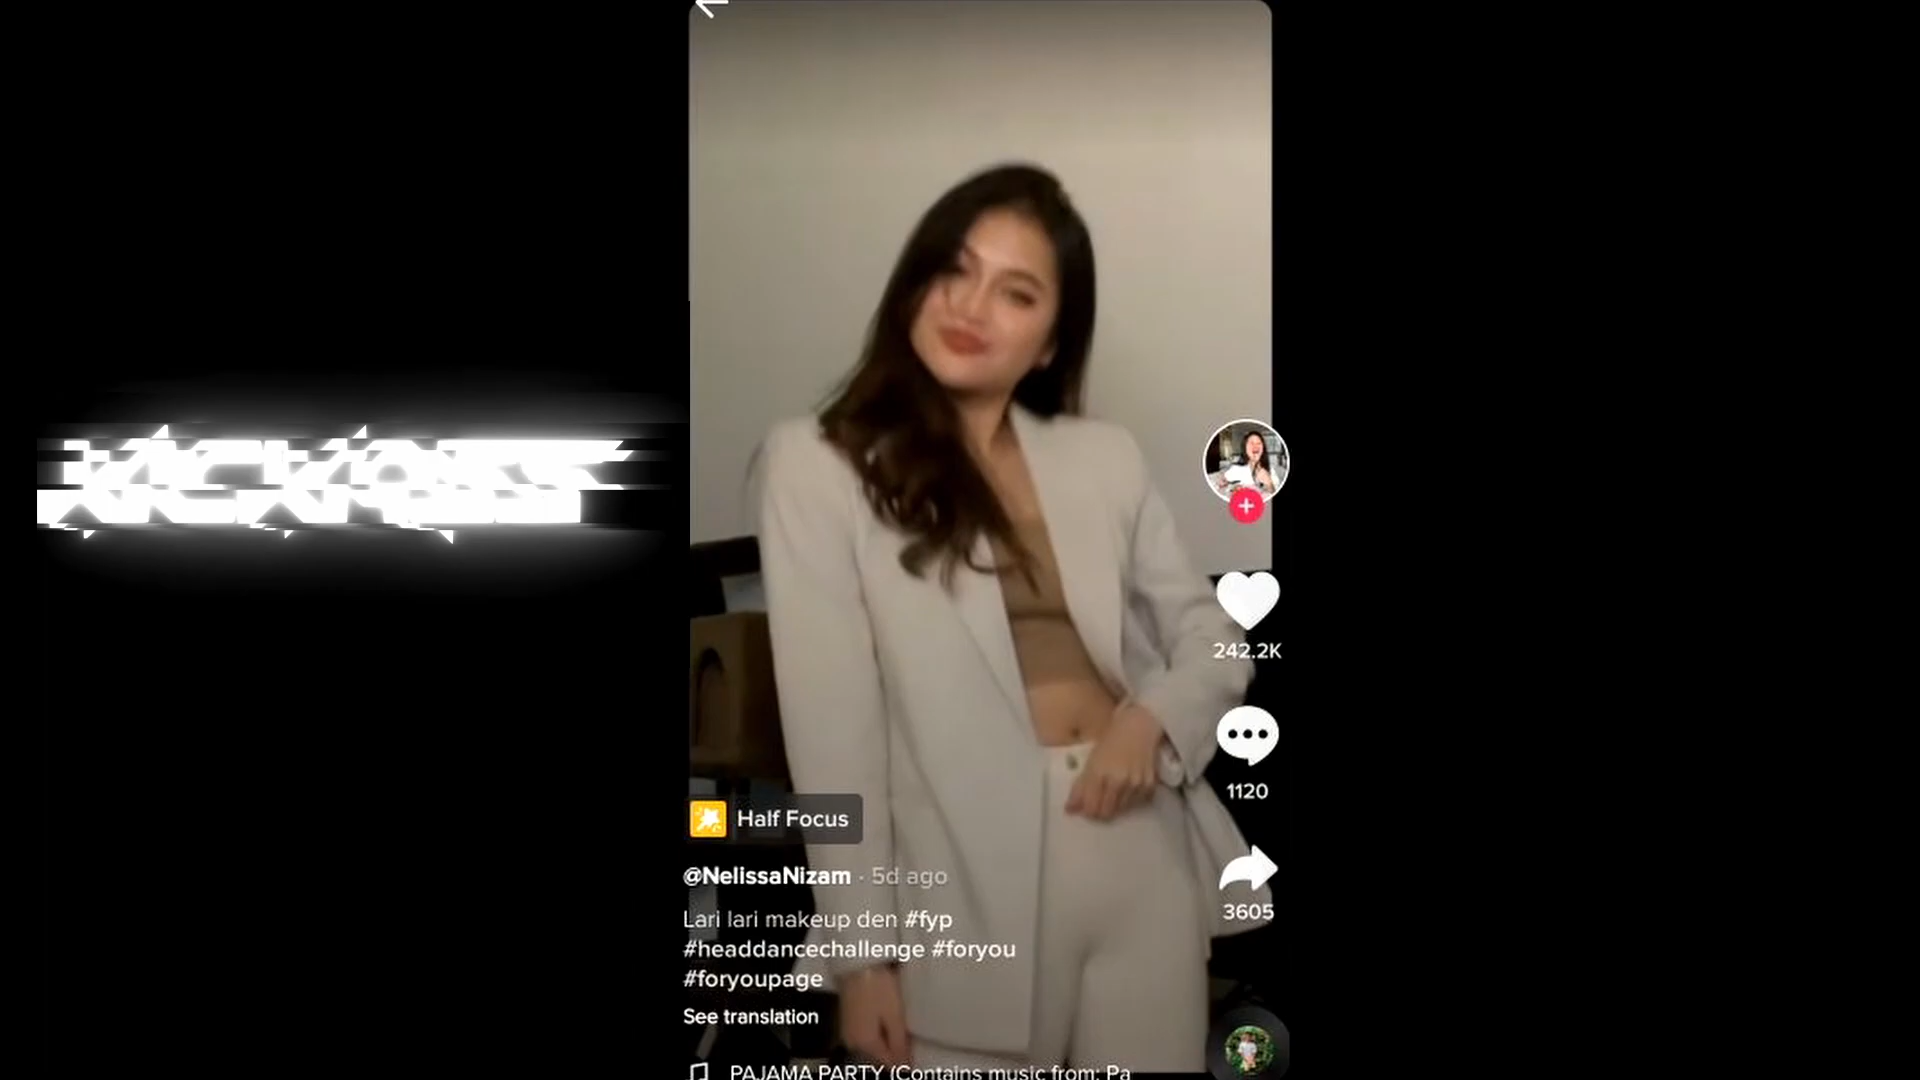 242.2K
1120
3605
Half Focus
@NelissaNizam · 5d ago
Lari lari makeup den #fyp
#headdancechallenge #foryou
#foryoupage
See translation
PAJAMA PARTY (Contains music from: Pa